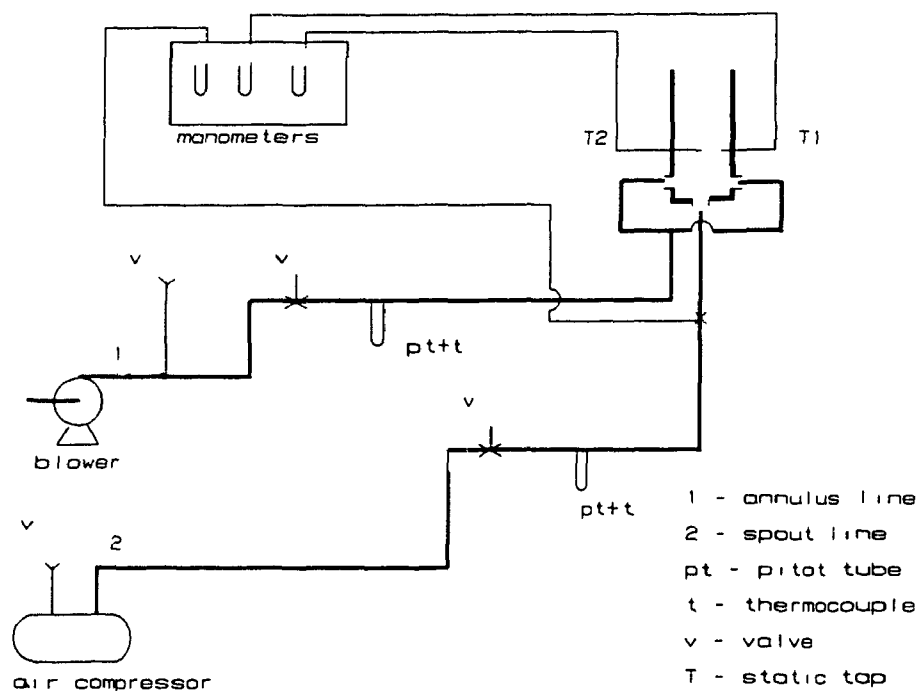 manometers
T2
T1
v
v
1
pt+t
blower
v
pt+t
v
2
air compressor
1 - annulus line
2 - spout line
pt - pitot tube
t - thermocouple
v - valve
T - static tap